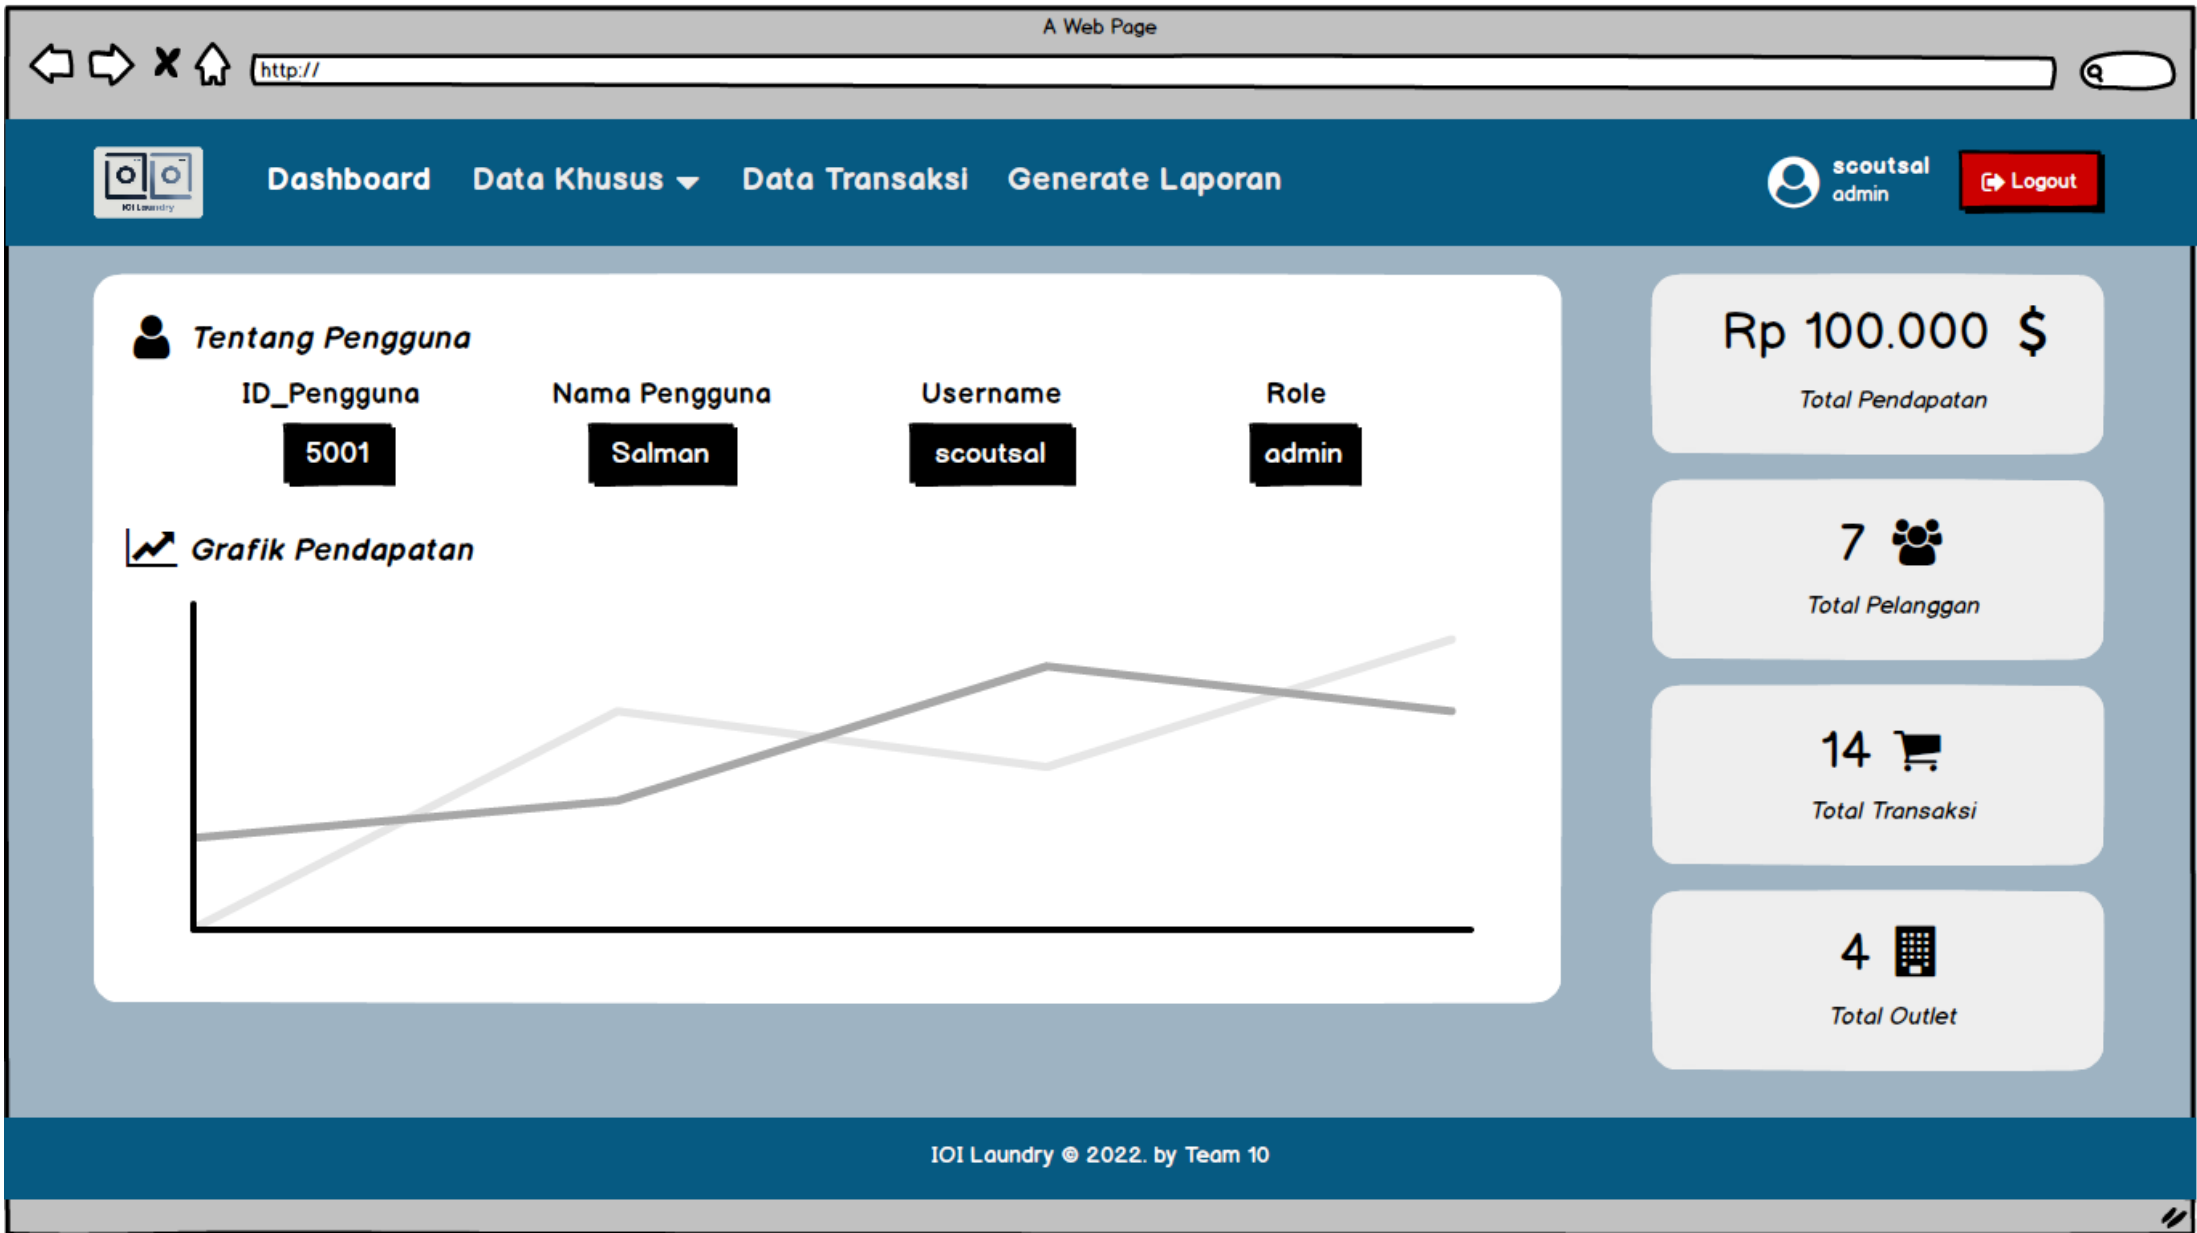 A Web Page
http://
IOI Laundry
Dashboard Data Khusus Data Transaksi Generate Laporan
scoutsal
admin
Logout
Tentang Pengguna
ID_Pengguna Nama Pengguna Username Role
5001 Salman scoutsal admin
Grafik Pendapatan
Rp 100.000 $
Total Pendapatan
7
Total Pelanggan
14
Total Transaksi
4
Total Outlet
IOI Laundry © 2022. by Team 10